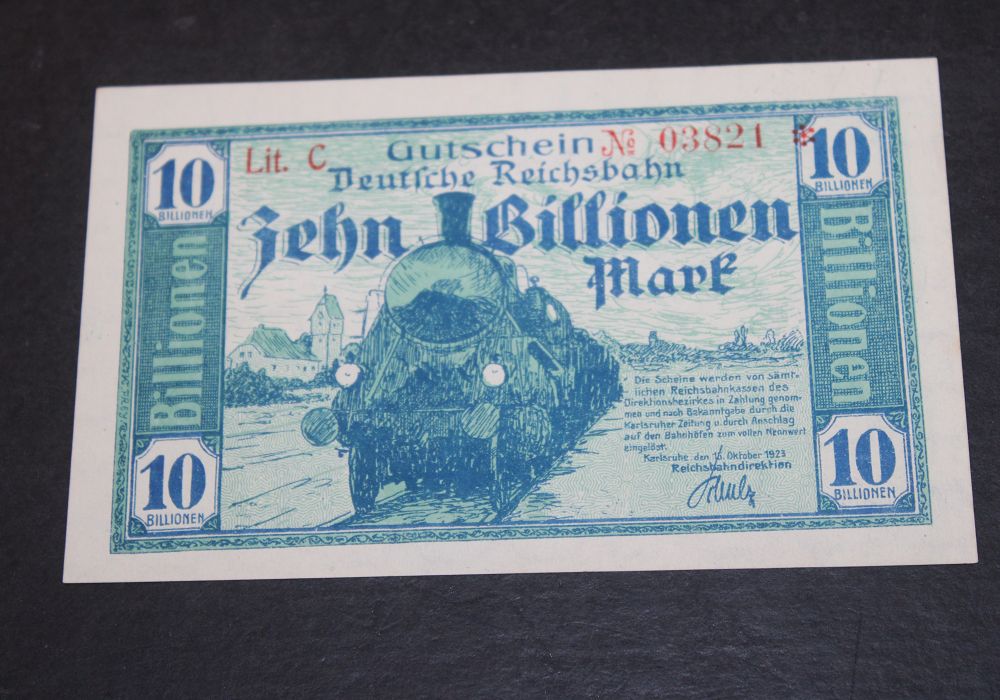 Lit. C
Gutschein № 03821 *
Deutsche Reichsbahn
Zehn Billionen
Mark
10
BILLIONEN
10
BILLIONEN
Billionen
Billionen
Die Scheine werden von sämt-
lichen Reichsbahnkassen des
Direktionsbezirkes in Zahlung genom-
men und nach Bekanntgabe durch die
Karlsruher Zeitung u. durch Anschlag
auf den Bahnhöfen zum vollen Nennwert
eingelöst.
Karlsruhe, den 15. Oktober 1923
Reichsbahndirektion
Schulz
10
BILLIONEN
10
BILLIONEN